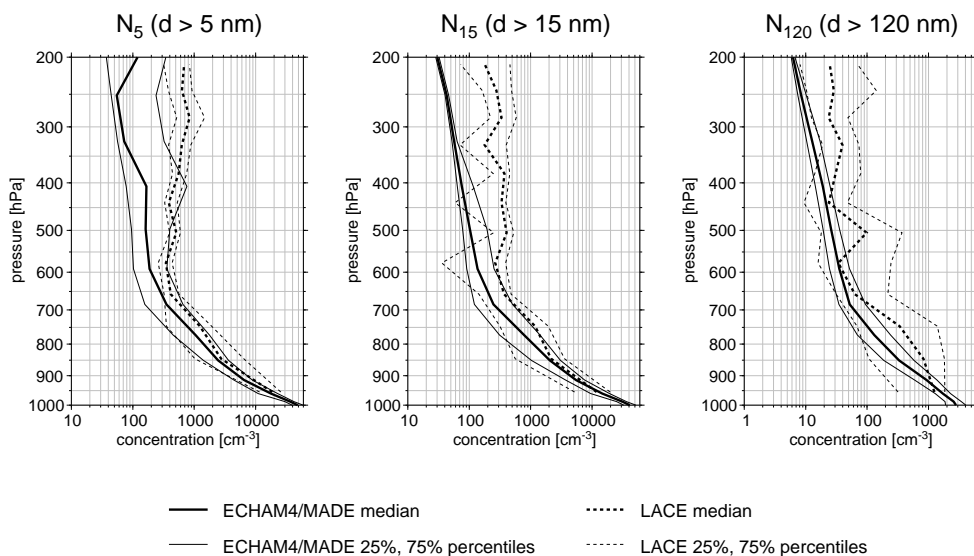 N5 (d > 5 nm) N15 (d > 15 nm) N120 (d > 120 nm)
200 200 200
300 300 300
400 400 400
500 500 500
600 600 600
700 700 700
800 800 800
900 900 900
1000 1000 1000
pressure [hPa] pressure [hPa] pressure [hPa]
10 100 1000 10000 10 100 1000 10000 1 10 100 1000
concentration [cm-3] concentration [cm-3] concentration [cm-3]
ECHAM4/MADE median LACE median
ECHAM4/MADE 25%, 75% percentiles LACE 25%, 75% percentiles